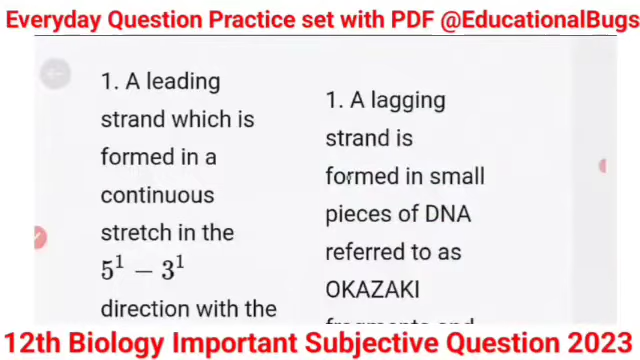 Everyday Question Practice set with PDF @EducationalBugs
1. A leading
strand which is
formed in a
continuous
stretch in the
5¹ − 3¹
direction with the
1. A lagging
strand is
formed in small
pieces of DNA
referred to as
OKAZAKI
fragments and
12th Biology Important Subjective Question 2023